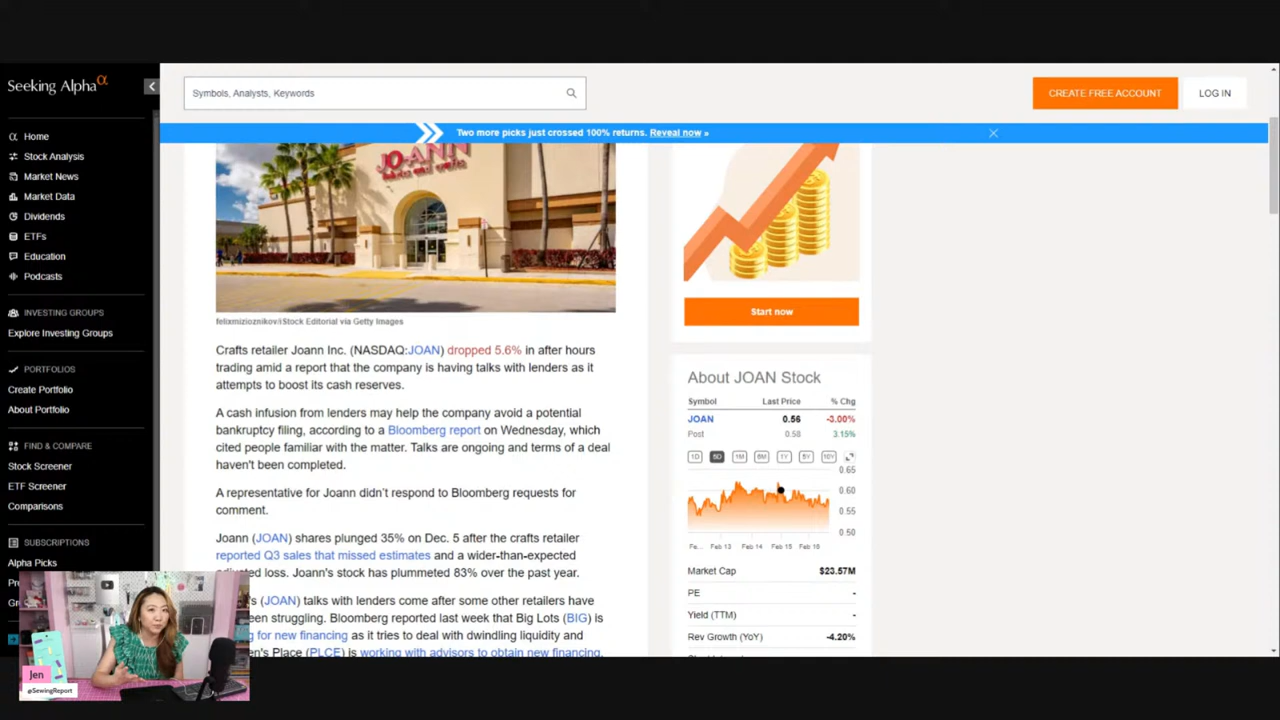 Seeking Alpha α
Symbols, Analysts, Keywords
CREATE FREE ACCOUNT
LOG IN
Two more picks just crossed 100% returns. Reveal now »
Home
Stock Analysis
Market News
Market Data
Dividends
ETFs
Education
Podcasts
INVESTING GROUPS
Explore Investing Groups
PORTFOLIOS
Create Portfolio
About Portfolio
FIND & COMPARE
Stock Screener
ETF Screener
Comparisons
SUBSCRIPTIONS
Alpha Picks
JO-ANN
felixmizioznikov/iStock Editorial via Getty Images
Crafts retailer Joann Inc. (NASDAQ:JOAN) dropped 5.6% in after hours
trading amid a report that the company is having talks with lenders as it
attempts to boost its cash reserves.
A cash infusion from lenders may help the company avoid a potential
bankruptcy filing, according to a Bloomberg report on Wednesday, which
cited people familiar with the matter. Talks are ongoing and terms of a deal
haven't been completed.
A representative for Joann didn't respond to Bloomberg requests for
comment.
Joann (JOAN) shares plunged 35% on Dec. 5 after the crafts retailer
reported Q3 sales that missed estimates and a wider-than-expected
loss. Joann's stock has plummeted 83% over the past year.
(JOAN) talks with lenders come after some other retailers have
struggling. Bloomberg reported last week that Big Lots (BIG) is
for new financing as it tries to deal with dwindling liquidity and
Place (PLCE) is working with advisors to obtain new financing.
Start now
About JOAN Stock
Symbol Last Price % Chg
JOAN 0.56 -3.00%
Post 0.58 3.15%
1D 5D 1M 6M 1Y 5Y 10Y
0.65
0.60
0.55
0.50
Fe... Feb 13 Feb 14 Feb 15 Feb 16
Market Cap $23.57M
PE -
Yield (TTM) -
Rev Growth (YoY) -4.20%
Jen
@SewingReport